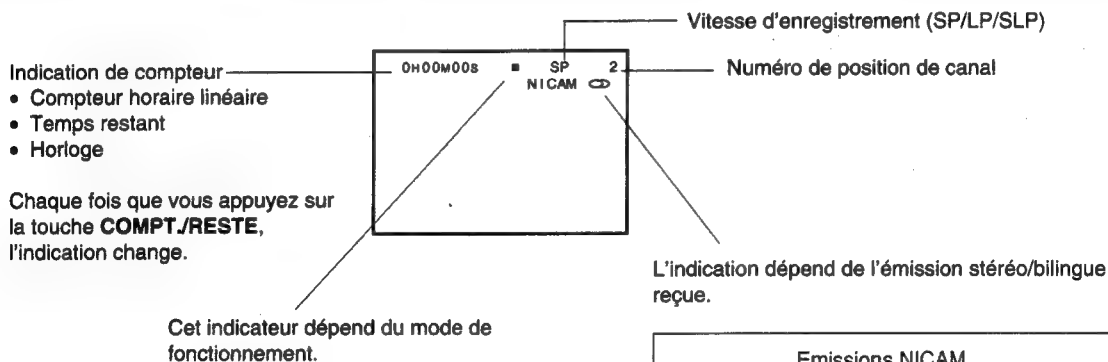 Vitesse d'enregistrement (SP/LP/SLP)
Indication de compteur
• Compteur horaire linéaire
• Temps restant
• Horloge
0H00M00S ■ SP 2
NICAM
Numéro de position de canal
Chaque fois que vous appuyez sur
la touche COMPT./RESTE,
l'indication change.
L'indication dépend de l'émission stéréo/bilingue
reçue.
Cet indicateur dépend du mode de
fonctionnement.
Emissions NICAM